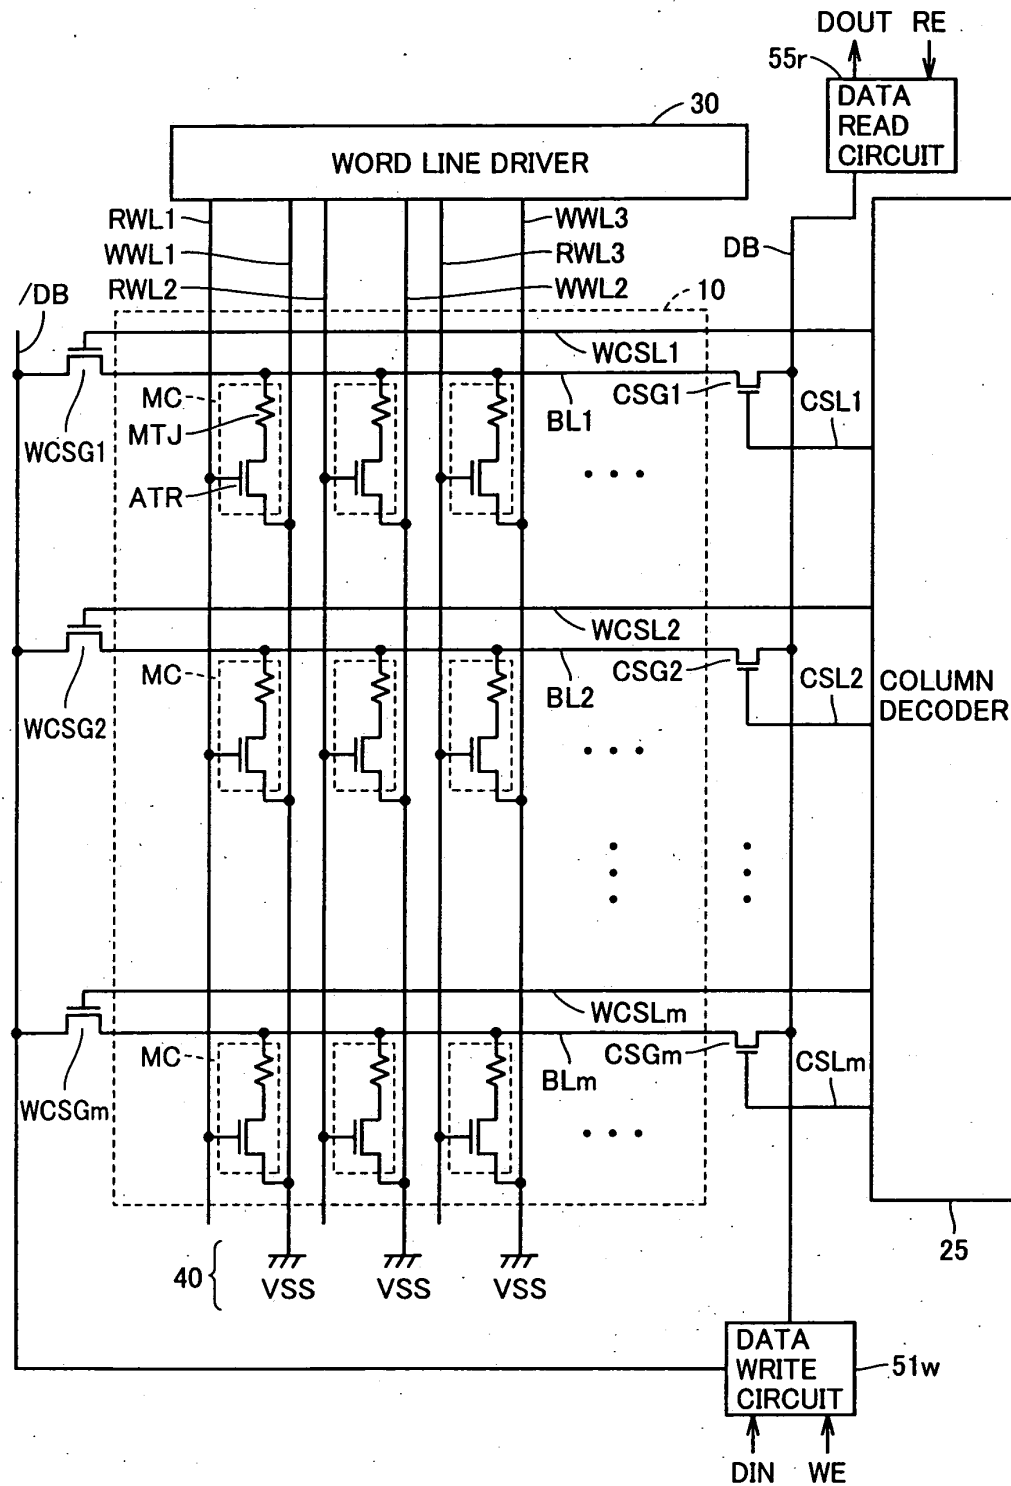 DOUT RE
55r
DATA
READ
CIRCUIT
30
WORD LINE DRIVER
RWL1
WWL1
RWL2
WWL3
RWL3
WWL2
DB
/DB
10
WCSL1
MC
MTJ
ATR
WCSG1
BL1
CSG1
CSL1
WCSL2
MC
WCSG2
BL2
CSG2
CSL2
COLUMN
DECODER
WCSLm
MC
WCSGm
BLm
CSGm
CSLm
25
40
VSS
VSS
VSS
DATA
WRITE
CIRCUIT
51w
DIN WE